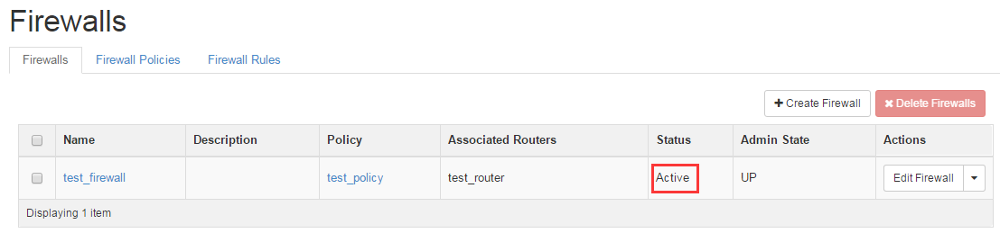 Firewalls
Firewalls Firewall Policies Firewall Rules
Create Firewall Delete Firewalls
Name Description Policy Associated Routers Status Admin State Actions
test_firewall test_policy test_router Active UP Edit Firewall
Displaying 1 item